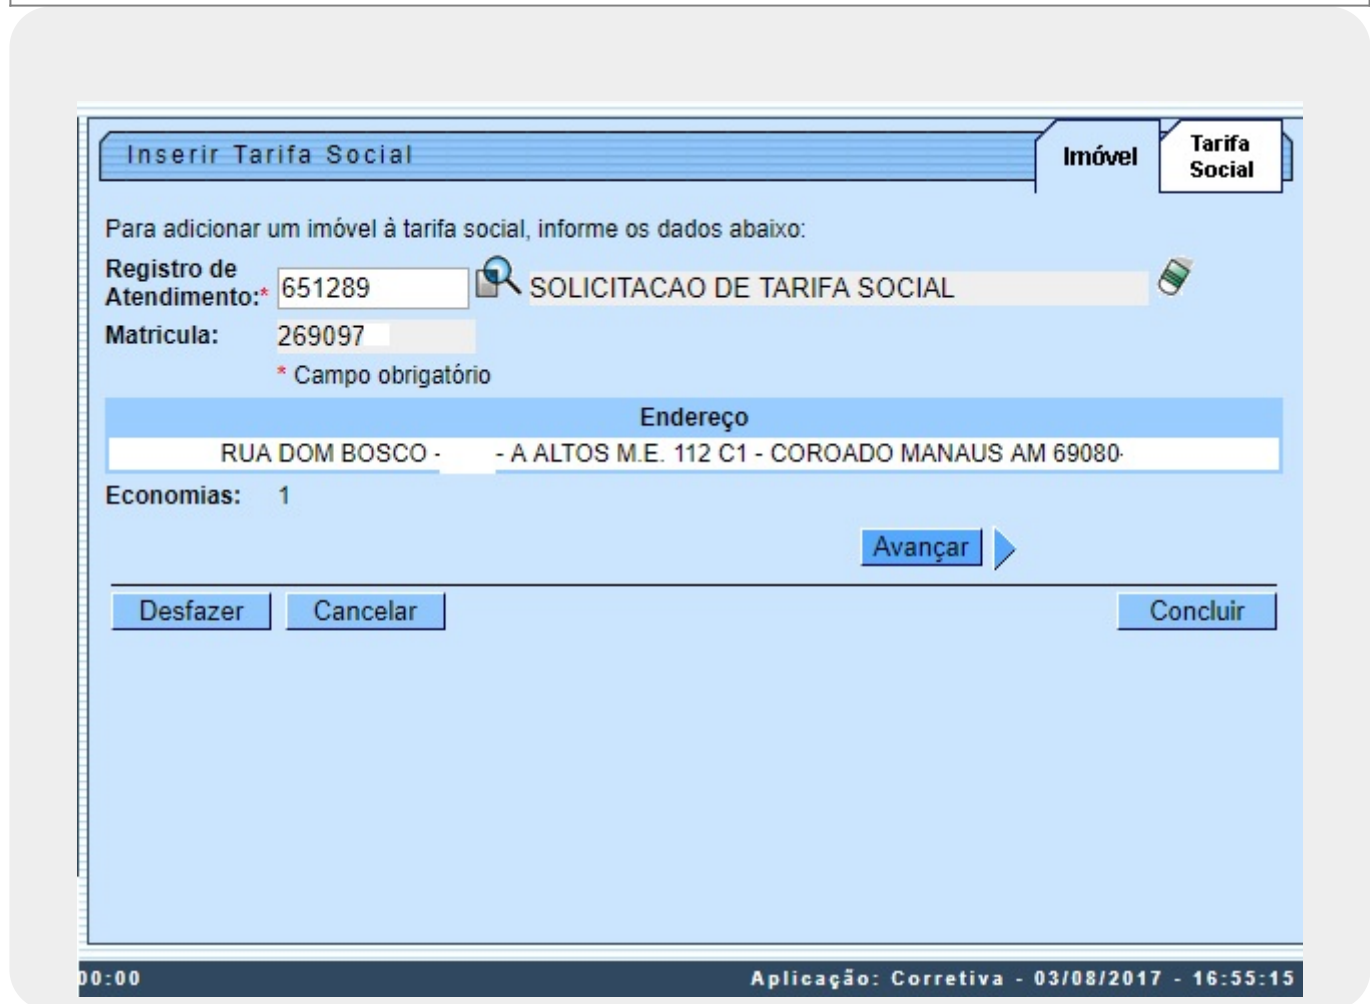 Inserir Tarifa Social
Imóvel
Tarifa
Social
Para adicionar um imóvel à tarifa social, informe os dados abaixo:
Registro de
Atendimento:* 651289 SOLICITACAO DE TARIFA SOCIAL
Matricula: 269097
* Campo obrigatório
Endereço
RUA DOM BOSCO - - A ALTOS M.E. 112 C1 - COROADO MANAUS AM 69080-
Economias: 1
Avançar
Desfazer Cancelar Concluir
00:00 Aplicação: Corretiva - 03/08/2017 - 16:55:15